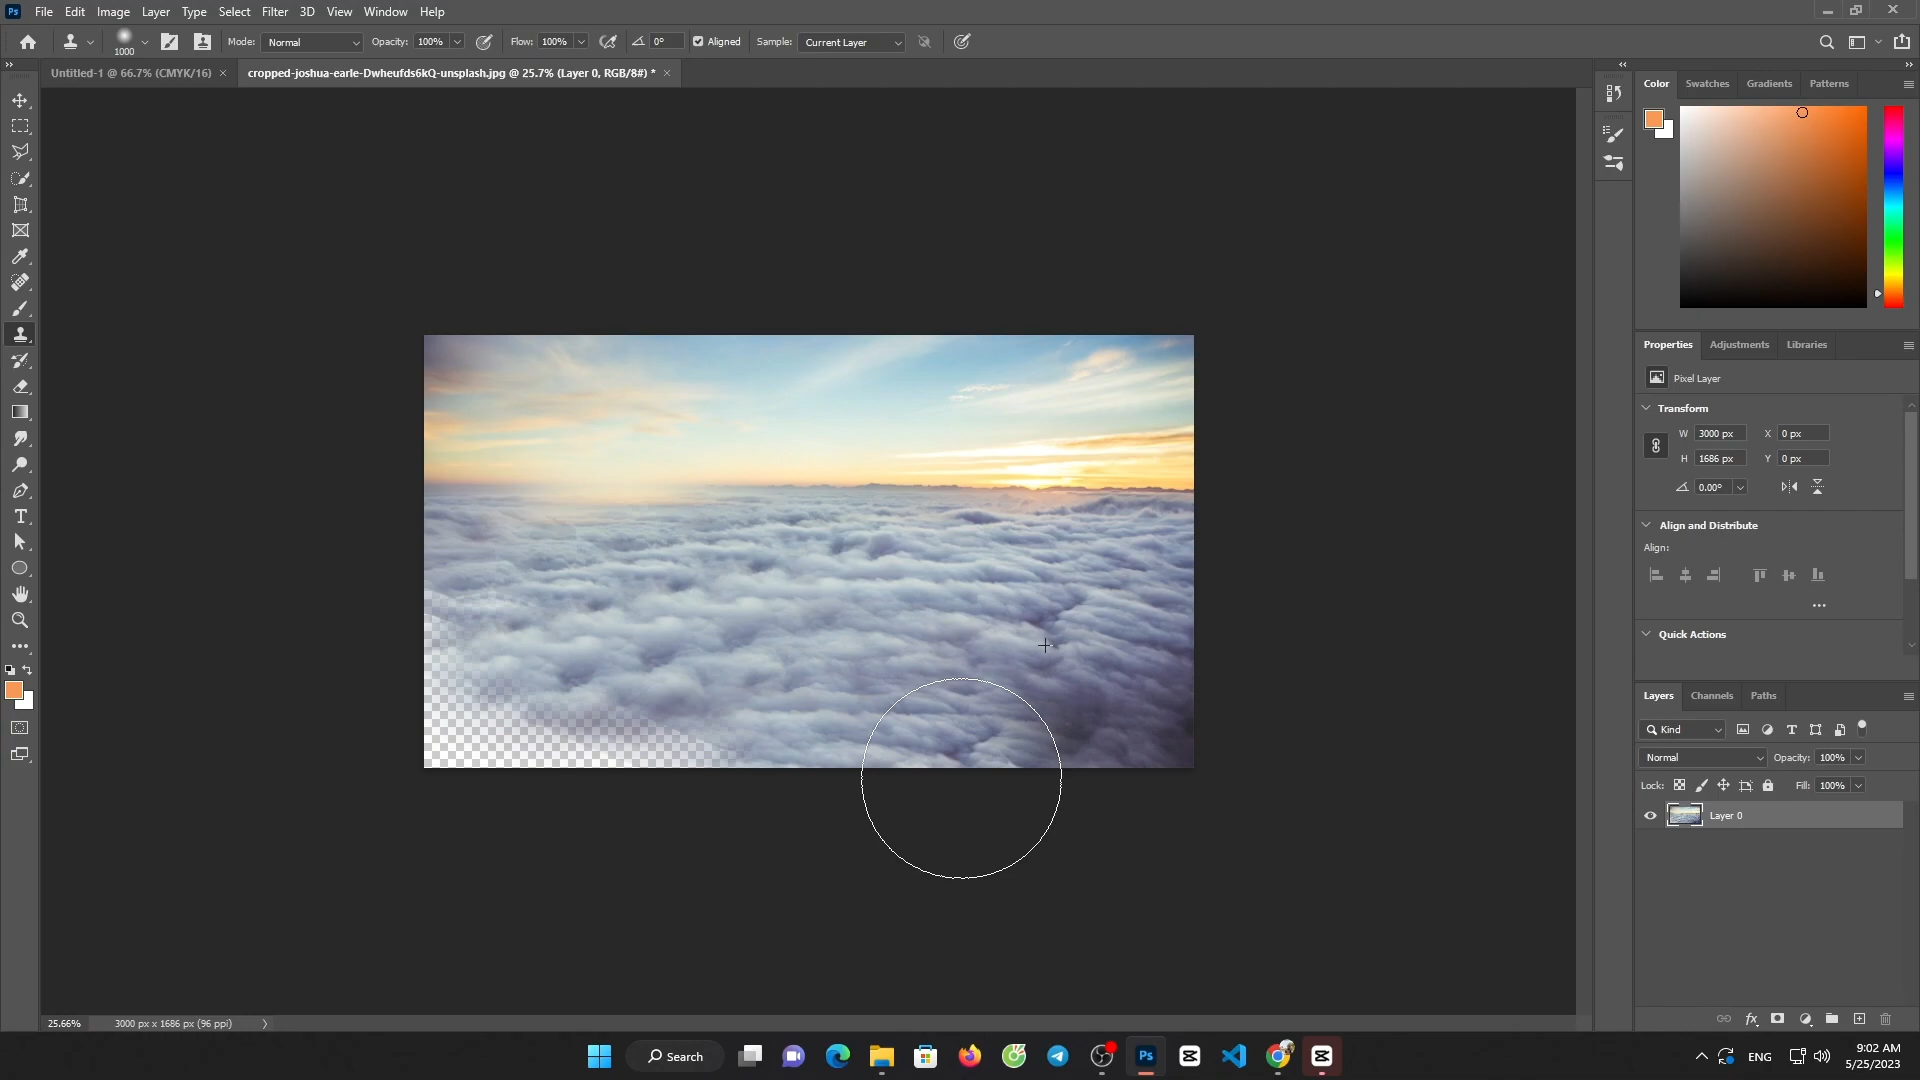 Ps File Edit Image Layer Type Select Filter 3D View Window Help
1000 Mode: Normal Opacity: 100% Flow: 100% 0° Aligned Sample: Current Layer
Untitled-1 @ 66.7% (CMYK/16) × cropped-joshua-earle-Dwheufds6kQ-unsplash.jpg @ 25.7% (Layer 0, RGB/8#) * ×
Color Swatches Gradients Patterns
Properties Adjustments Libraries
Pixel Layer
Transform
W 3000 px X 0 px
H 1686 px Y 0 px
0.00°
Align and Distribute
Align:
Quick Actions
Layers Channels Paths
Kind
Normal Opacity: 100%
Lock: Fill: 100%
Layer 0
25.66% 3000 px x 1686 px (96 ppi)
Search Ps ENG 9:02 AM
5/25/2023